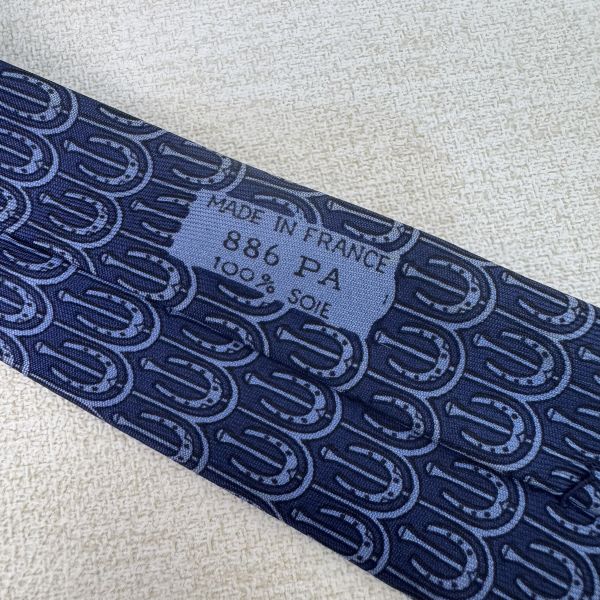 MADE IN FRANCE
886 PA
100% SOIE